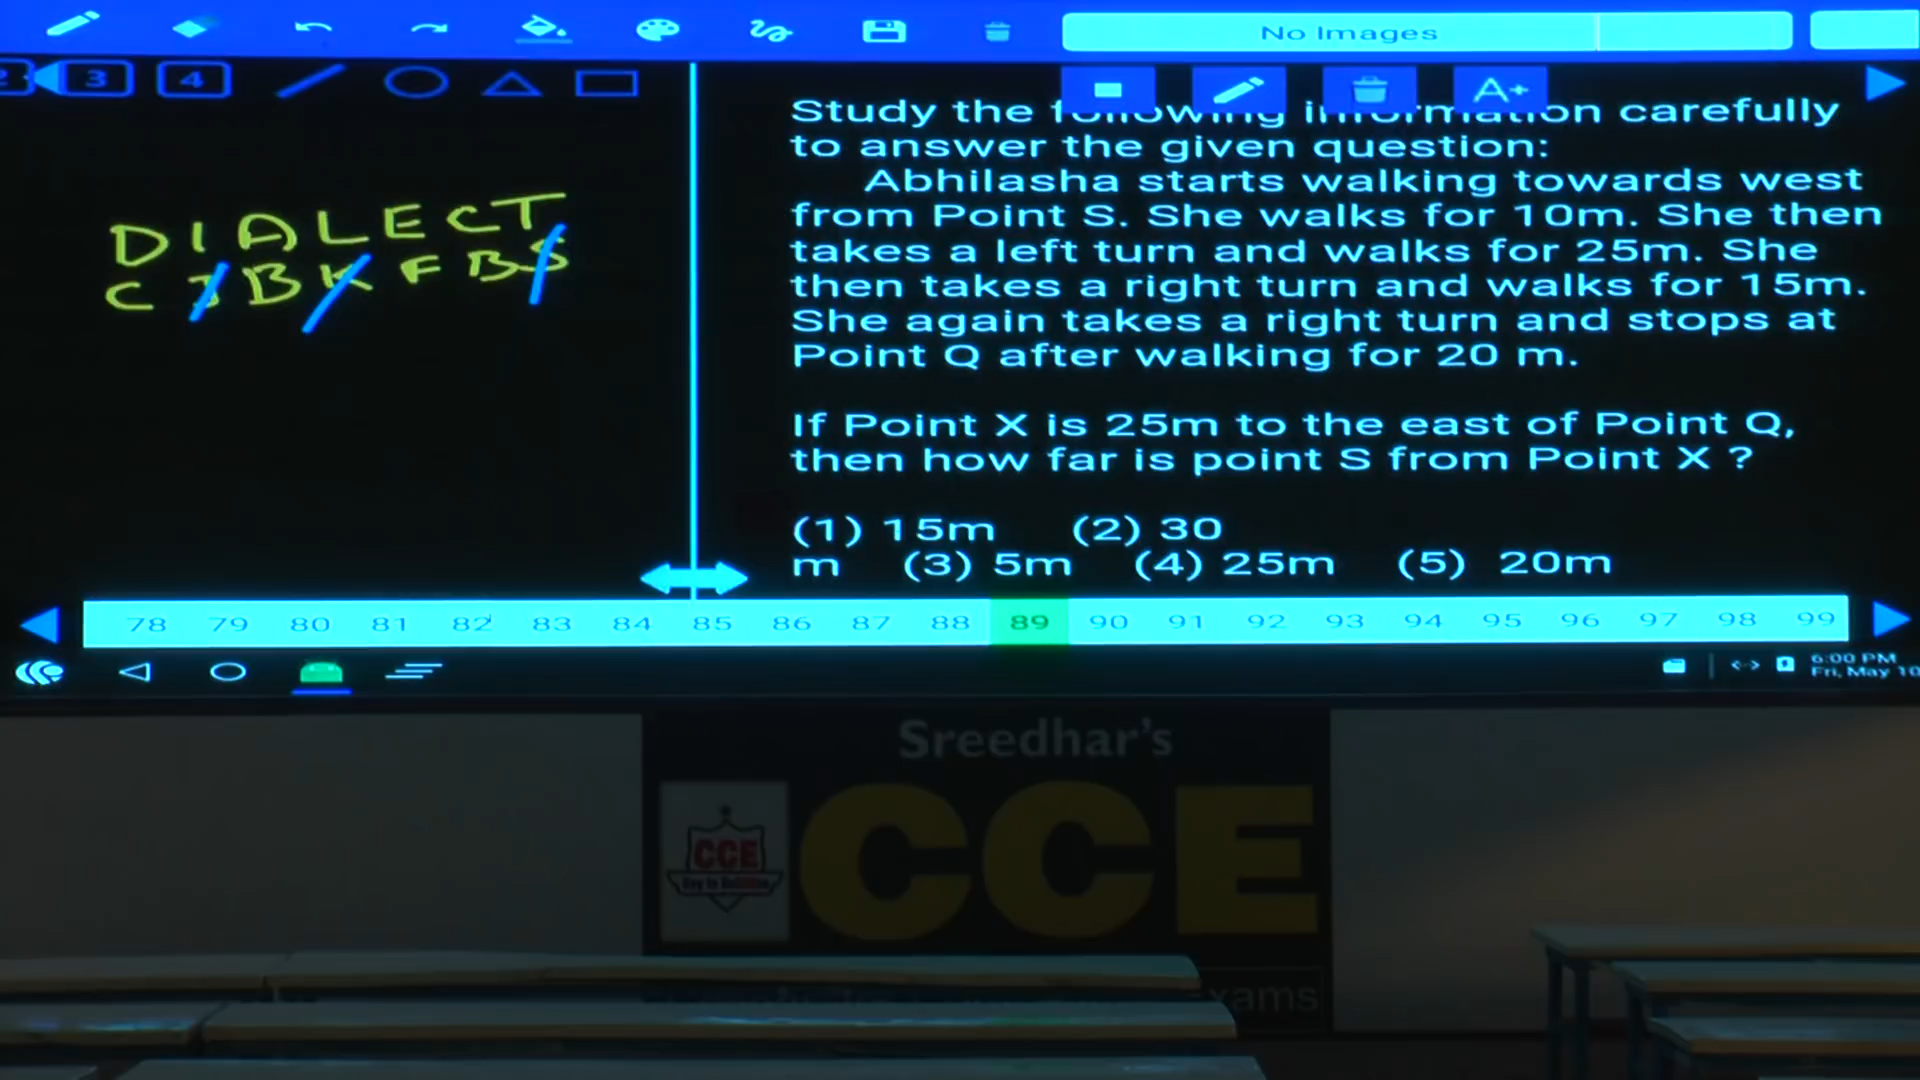 No Images
3 4
A+
Study the following information carefully
to answer the given question:
Abhilasha starts walking towards west
from Point S. She walks for 10m. She then
takes a left turn and walks for 25m. She
then takes a right turn and walks for 15m.
She again takes a right turn and stops at
Point Q after walking for 20 m.
If Point X is 25m to the east of Point Q,
then how far is point S from Point X ?
(1) 15m (2) 30
m (3) 5m (4) 25m (5) 20m
DIALECT
CJBKFBS
78 79 80 81 82 83 84 85 86 87 88 89 90 91 92 93 94 95 96 97 98 99
6:00 PM
Fri, May 10
Sreedhar's
CCE
CCE